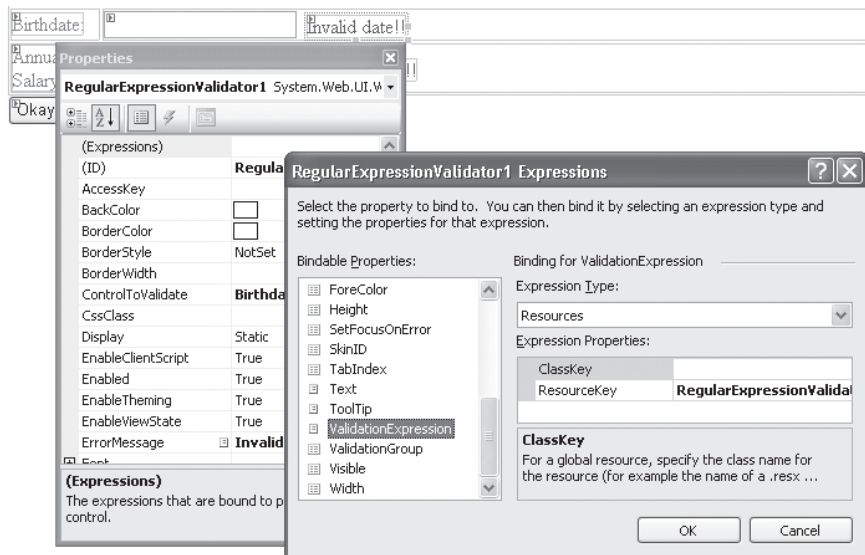 Birthdate:
Invalid date!!
Annua
Salary
!!
Okay
Properties
RegularExpressionValidator1 System.Web.UI.W
(Expressions)
(ID) Regula
AccessKey
BackColor
BorderColor
BorderStyle NotSet
BorderWidth
ControlToValidate Birthda
CssClass
Display Static
EnableClientScript True
Enabled True
EnableTheming True
EnableViewState True
ErrorMessage Invalid
Font
(Expressions)
The expressions that are bound to p
control.
RegularExpressionValidator1 Expressions
Select the property to bind to. You can then bind it by selecting an expression type and
setting the properties for that expression.
Bindable Properties:
ForeColor
Height
SetFocusOnError
SkinID
TabIndex
Text
ToolTip
ValidationExpression
ValidationGroup
Visible
Width
Binding for ValidationExpression
Expression Type:
Resources
Expression Properties:
ClassKey
ResourceKey RegularExpressionValida
ClassKey
For a global resource, specify the class name for
the resource (for example the name of a .resx ...
OK
Cancel